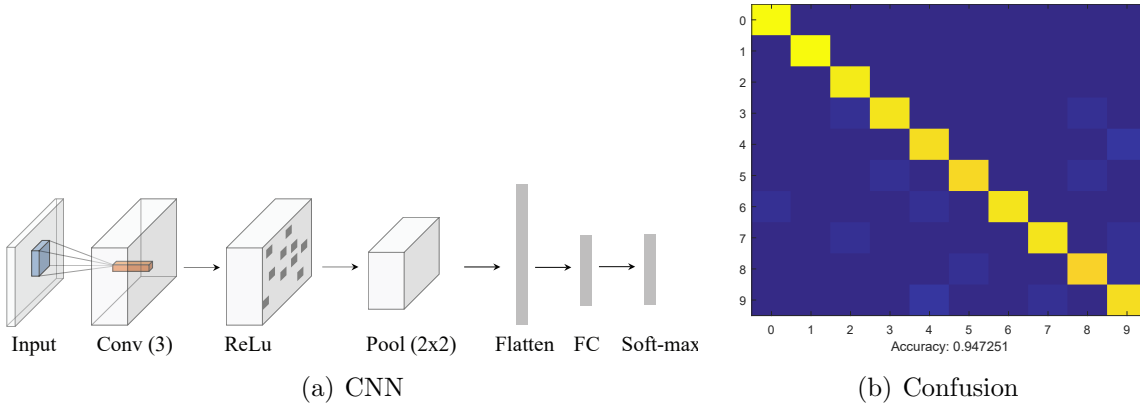 Input Conv (3) ReLu Pool (2x2) Flatten FC Soft-max
(a) CNN
0
1
2
3
4
5
6
7
8
9
0 1 2 3 4 5 6 7 8 9
Accuracy: 0.947251
(b) Confusion